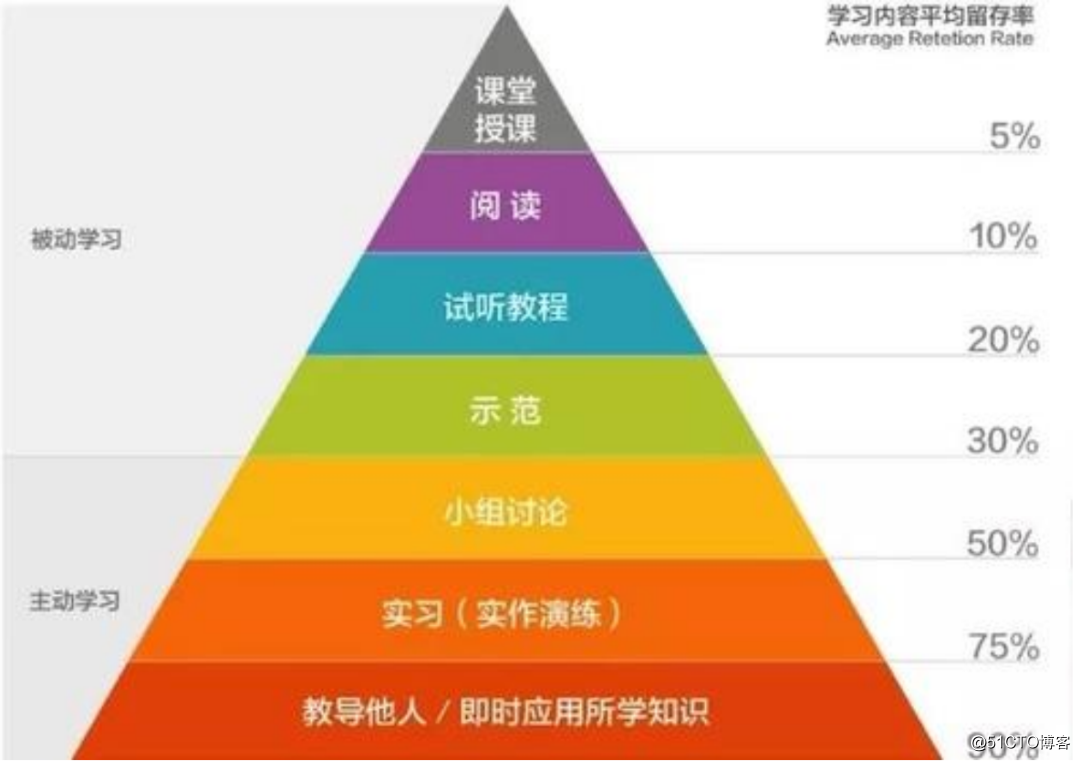 学习内容平均留存率
Average Retetion Rate
课堂
授课
5%
阅 读
10%
被动学习
试听教程
20%
示 范
30%
小组讨论
50%
主动学习
实习（实作演练）
75%
教导他人 / 即时应用所学知识
90%
@51CTO博客